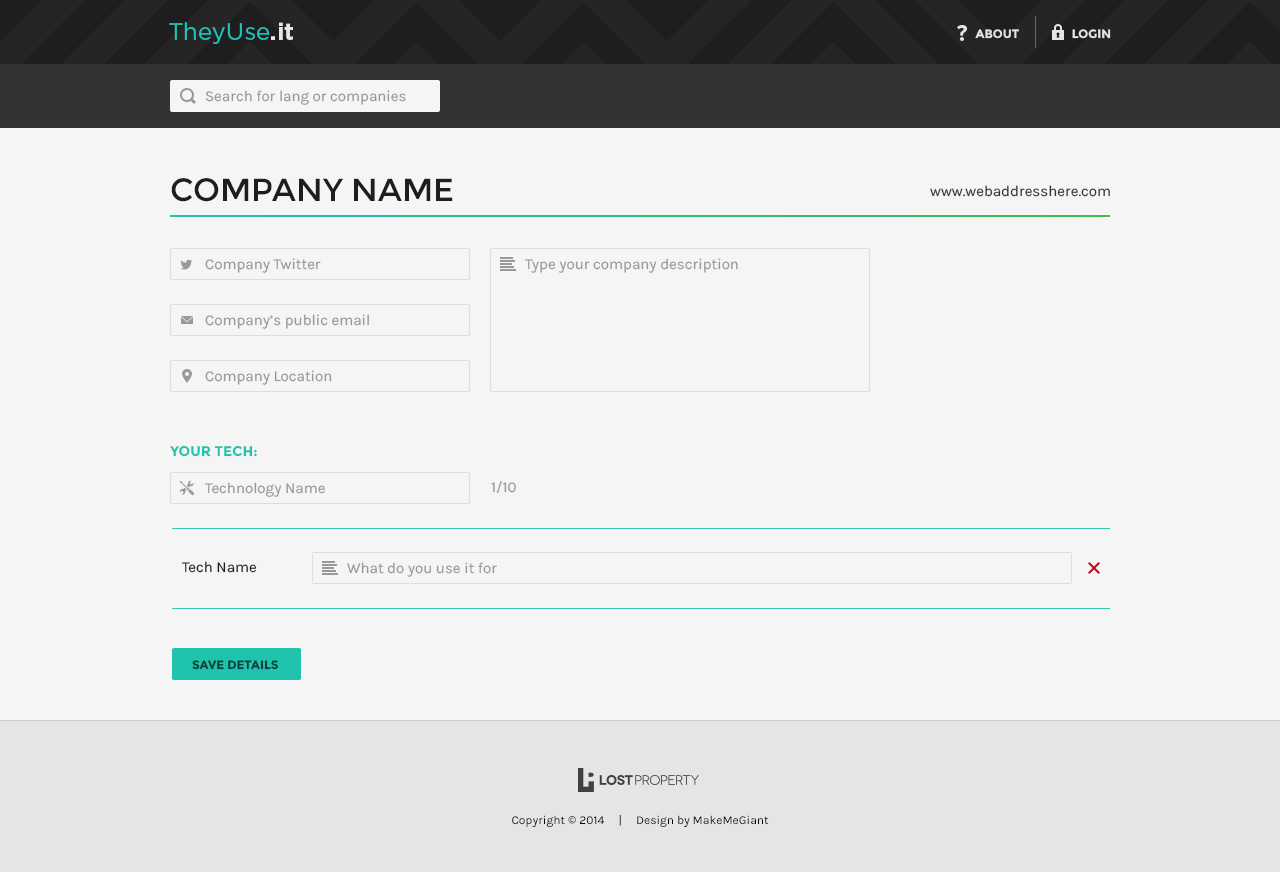 TheyUse.it
? ABOUT
LOGIN
Search for lang or companies
COMPANY NAME
www.webaddresshere.com
Company Twitter
Type your company description
Company's public email
Company Location
YOUR TECH:
Technology Name
1/10
Tech Name
What do you use it for
SAVE DETAILS
LOST PROPERTY
Copyright © 2014 | Design by MakeMeGiant